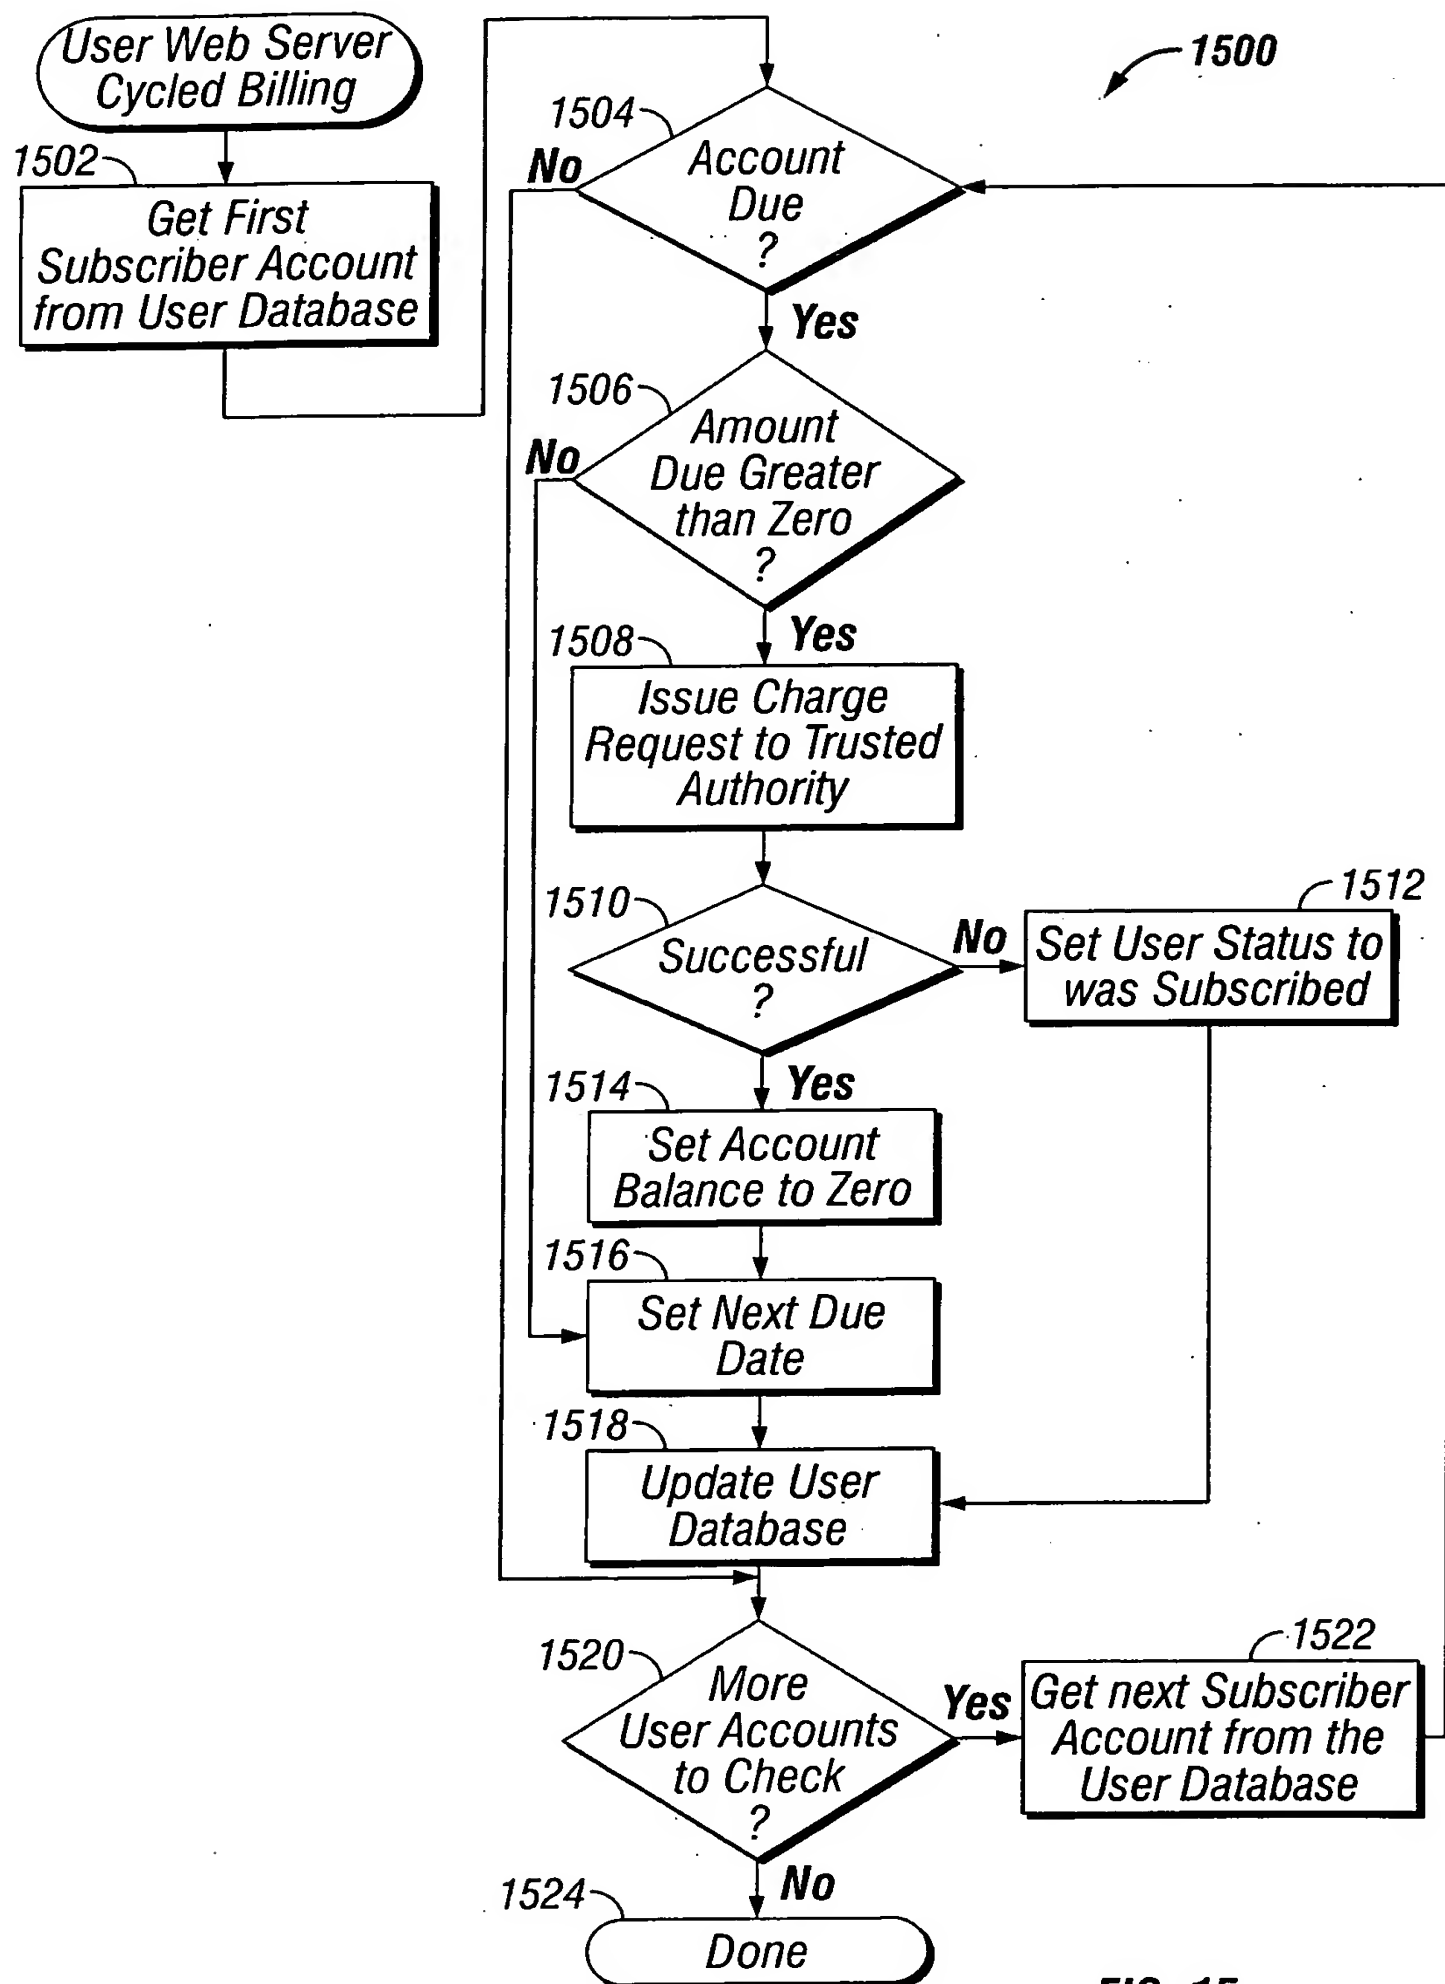 User Web Server
Cycled Billing
1500
1502
Get First
Subscriber Account
from User Database
1504
No
Account
Due
?
Yes
1506
No
Amount
Due Greater
than Zero
?
Yes
1508
Issue Charge
Request to Trusted
Authority
1510
Successful
?
No
1512
Set User Status to
was Subscribed
Yes
1514
Set Account
Balance to Zero
1516
Set Next Due
Date
1518
Update User
Database
1520
More
User Accounts
to Check
?
Yes
1522
Get next Subscriber
Account from the
User Database
No
1524
Done